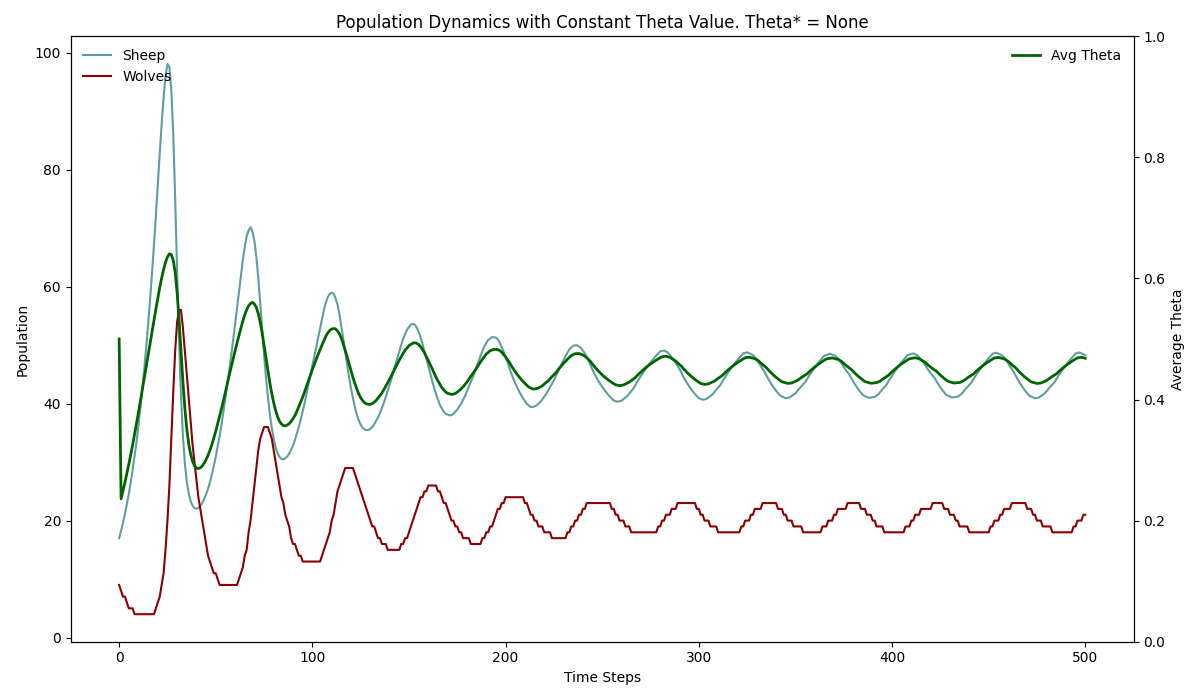 Population Dynamics with Constant Theta Value. Theta* = None
Sheep
Wolves
Avg Theta
100
80
60
40
20
0
Population
1.0
0.8
0.6
0.4
0.2
0.0
Average Theta
0 100 200 300 400 500
Time Steps